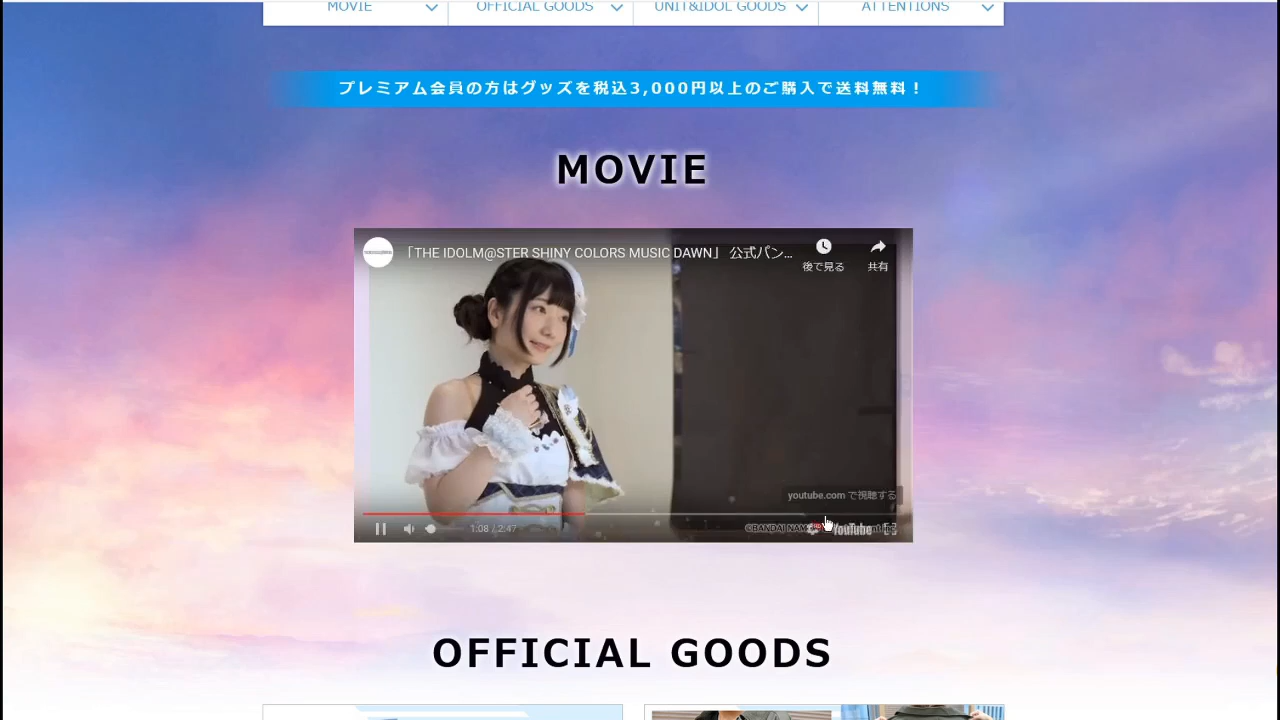 MOVIE
OFFICIAL GOODS
UNIT&IDOL GOODS
ATTENTIONS
プレミアム会員の方はグッズを税込3,000円以上のご購入で送料無料！
MOVIE
「THE IDOLM@STER SHINY COLORS MUSIC DAWN」 公式パン...
後で見る
共有
youtube.com で視聴する
1:08 / 2:47
YouTube
OFFICIAL GOODS